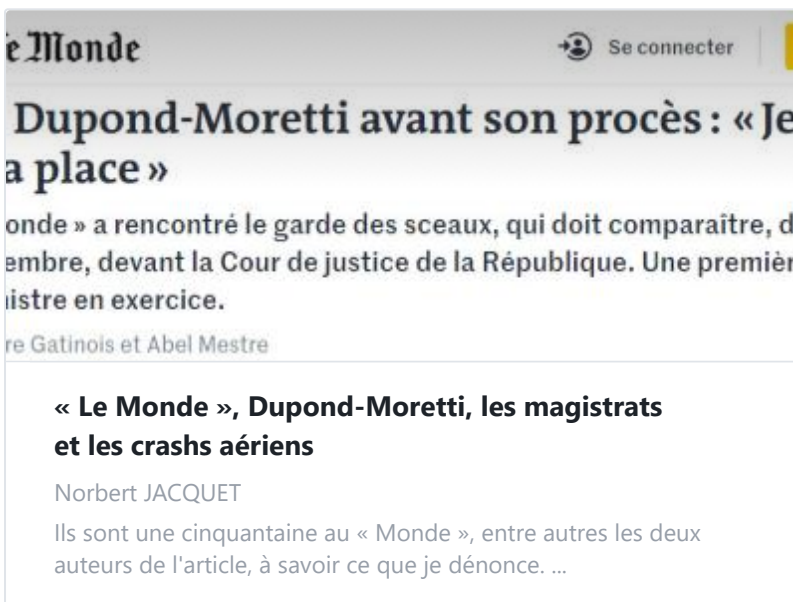 e Monde
Se connecter
Dupond-Moretti avant son procès : « Je
a place »
onde » a rencontré le garde des sceaux, qui doit comparaître, d
embre, devant la Cour de justice de la République. Une premièr
istre en exercice.
re Gatinois et Abel Mestre
« Le Monde », Dupond-Moretti, les magistrats
et les crashs aériens
Norbert JACQUET
Ils sont une cinquantaine au « Monde », entre autres les deux
auteurs de l'article, à savoir ce que je dénonce. ...